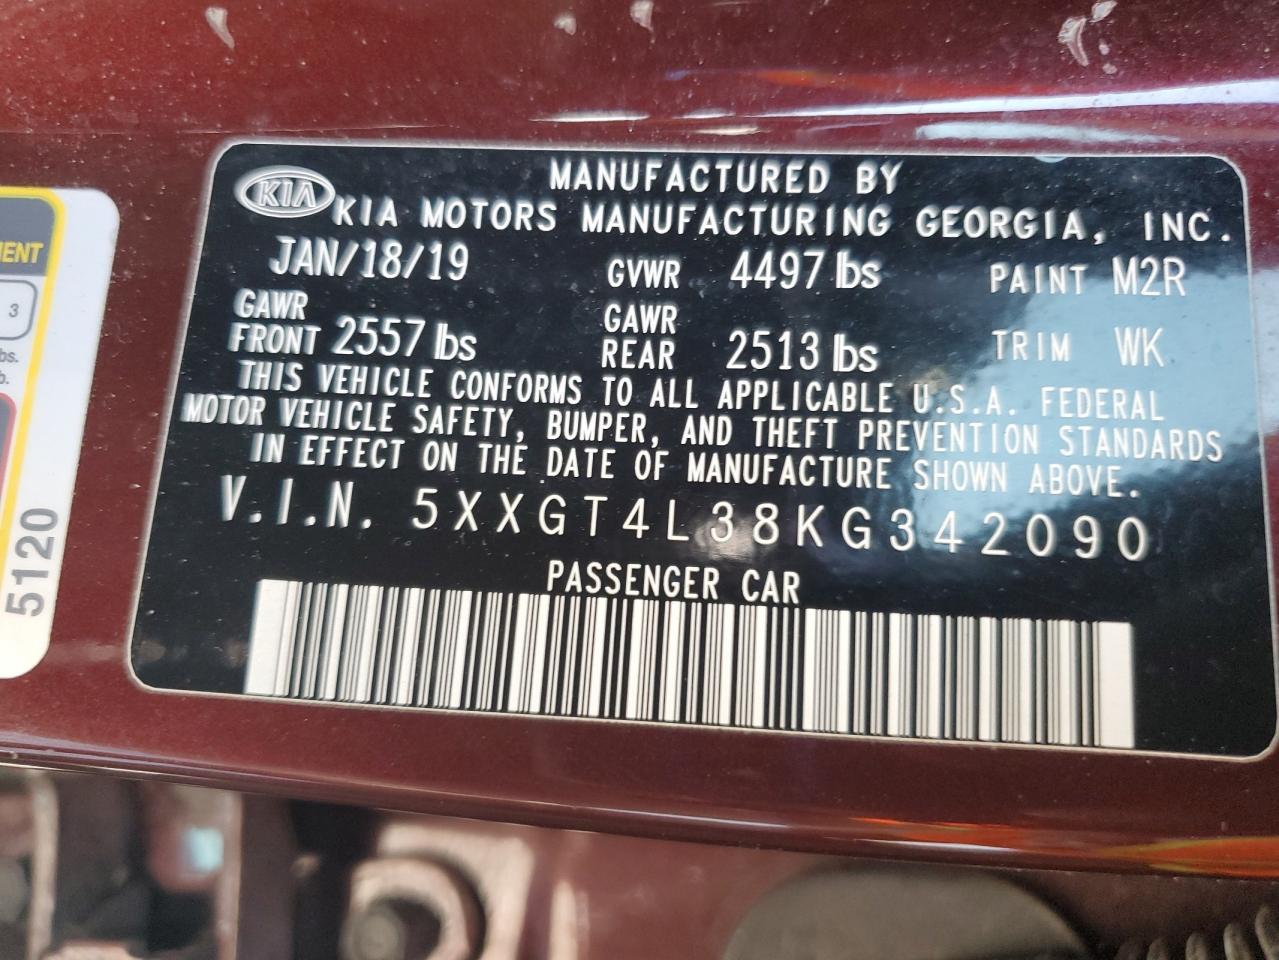 KIA
MANUFACTURED BY
KIA MOTORS MANUFACTURING GEORGIA, INC.
JAN/18/19 GVWR 4497 lbs PAINT M2R
GAWR FRONT 2557 lbs GAWR REAR 2513 lbs TRIM WK
THIS VEHICLE CONFORMS TO ALL APPLICABLE U.S.A. FEDERAL
MOTOR VEHICLE SAFETY, BUMPER, AND THEFT PREVENTION STANDARDS
IN EFFECT ON THE DATE OF MANUFACTURE SHOWN ABOVE.
V.I.N. 5XXGT4L38KG342090
PASSENGER CAR
3
5120